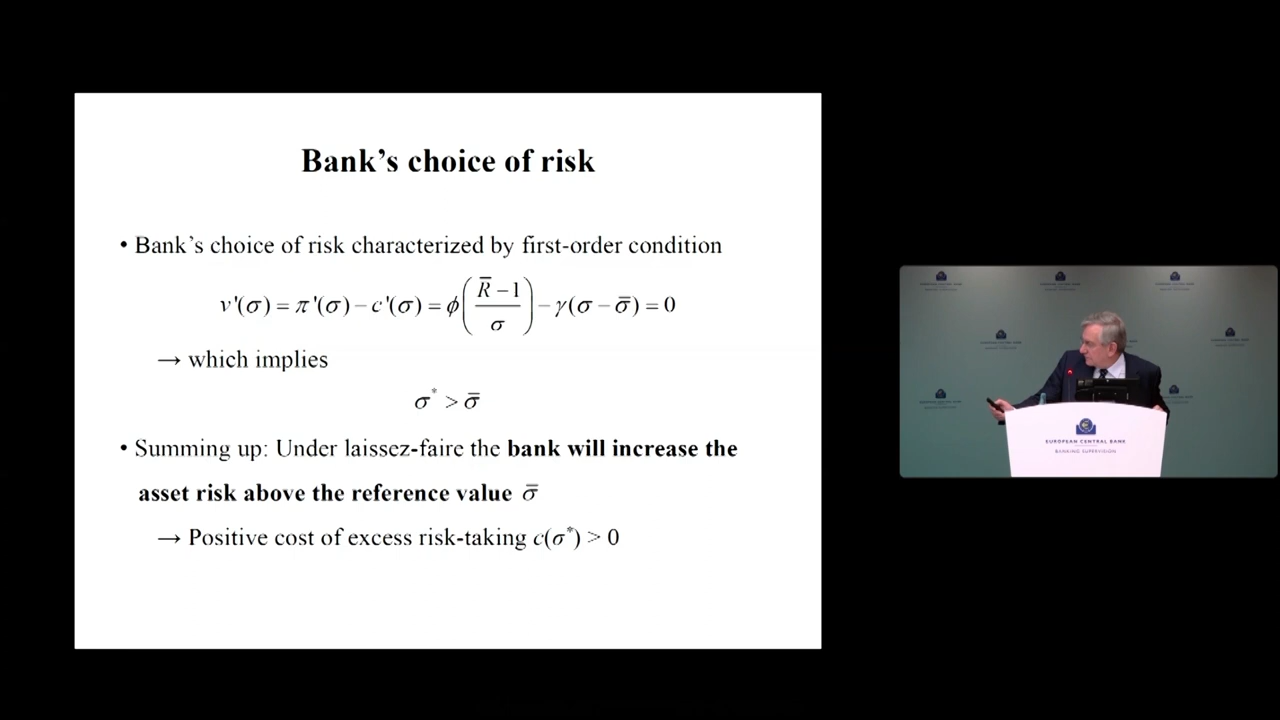 Bank’s choice of risk
• Bank’s choice of risk characterized by first-order condition
v'(σ) = π'(σ) − c'(σ) = ϕ((R̅ − 1)/σ) − γ(σ − σ̅) = 0
→ which implies
σ* > σ̅
• Summing up: Under laissez-faire the bank will increase the
asset risk above the reference value σ̅
→ Positive cost of excess risk-taking c(σ*) > 0
EUROPEAN CENTRAL BANK
BANKING SUPERVISION